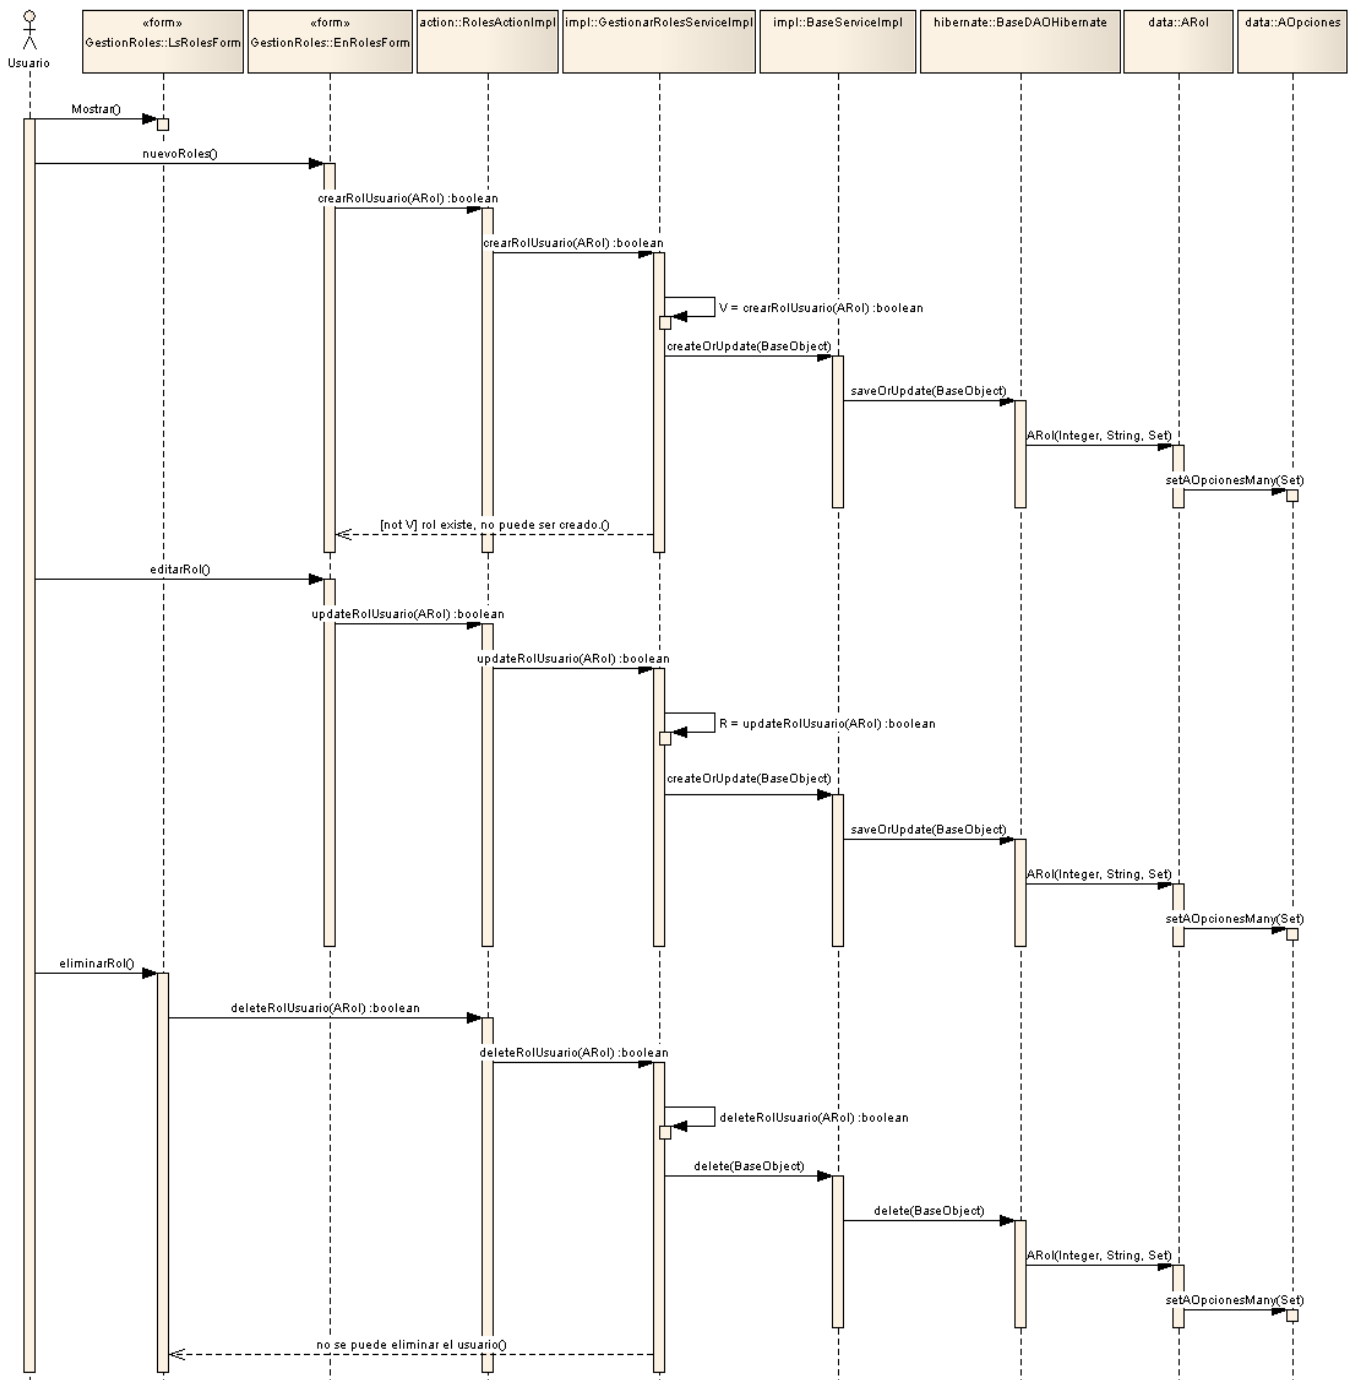 «form»
GestionRoles::LsRolesForm
«form»
GestionRoles::EnRolesForm
action::RolesActionImpl
impl::GestionarRolesServiceImpl
impl::BaseServiceImpl
hibernate::BaseDAOHibernate
data::ARol
data::AOpciones
Usuario
Mostrar()
nuevoRoles()
crearRolUsuario(ARol) :boolean
crearRolUsuario(ARol) :boolean
V = crearRolUsuario(ARol) :boolean
createOrUpdate(BaseObject)
saveOrUpdate(BaseObject)
ARol(Integer, String, Set)
setAOpcionesMany(Set)
[not V] rol existe, no puede ser creado.()
editarRol()
updateRolUsuario(ARol) :boolean
updateRolUsuario(ARol) :boolean
R = updateRolUsuario(ARol) :boolean
createOrUpdate(BaseObject)
saveOrUpdate(BaseObject)
ARol(Integer, String, Set)
setAOpcionesMany(Set)
eliminarRol()
deleteRolUsuario(ARol) :boolean
deleteRolUsuario(ARol) :boolean
deleteRolUsuario(ARol) :boolean
delete(BaseObject)
delete(BaseObject)
ARol(Integer, String, Set)
setAOpcionesMany(Set)
no se puede eliminar el usuario()